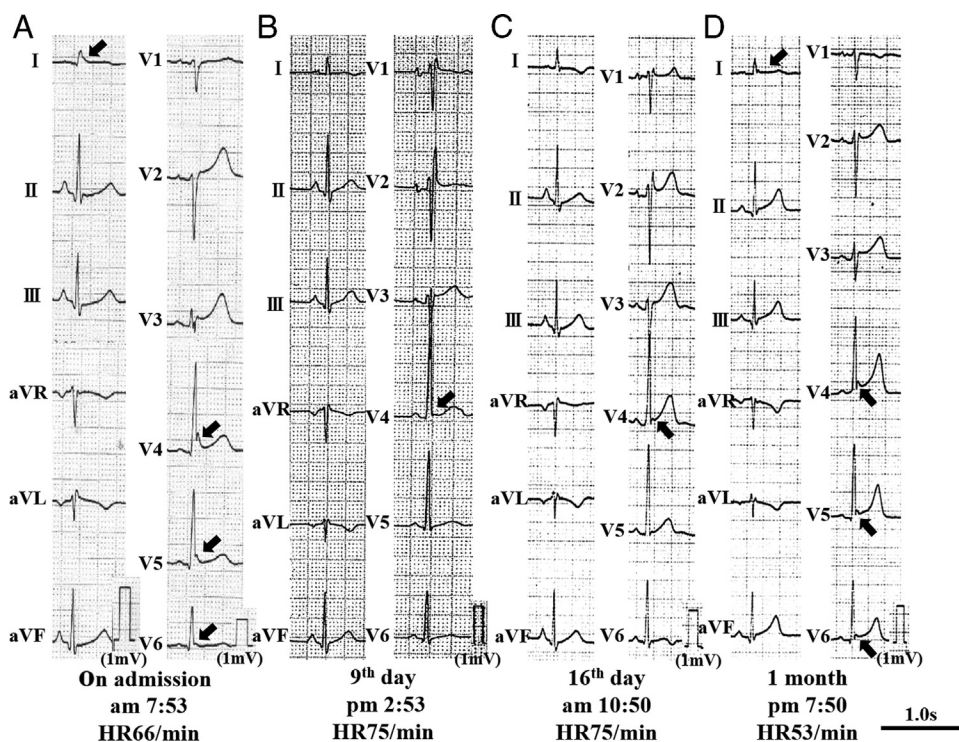 A
I
II
III
aVR
aVL
aVF
(1mV)
V1
V2
V3
V4
V5
V6
(1mV)
On admission
am 7:53
HR66/min
B
I
II
III
aVR
aVL
aVF
V1
V2
V3
V4
V5
V6
(1mV)
9th day
pm 2:53
HR75/min
C
I
II
III
aVR
aVL
aVF
V1
V2
V3
V4
V5
V6
(1mV)
16th day
am 10:50
HR75/min
D
I
II
III
aVR
aVL
aVF
V1
V2
V3
V4
V5
V6
(1mV)
1 month
pm 7:50
HR53/min
1.0s